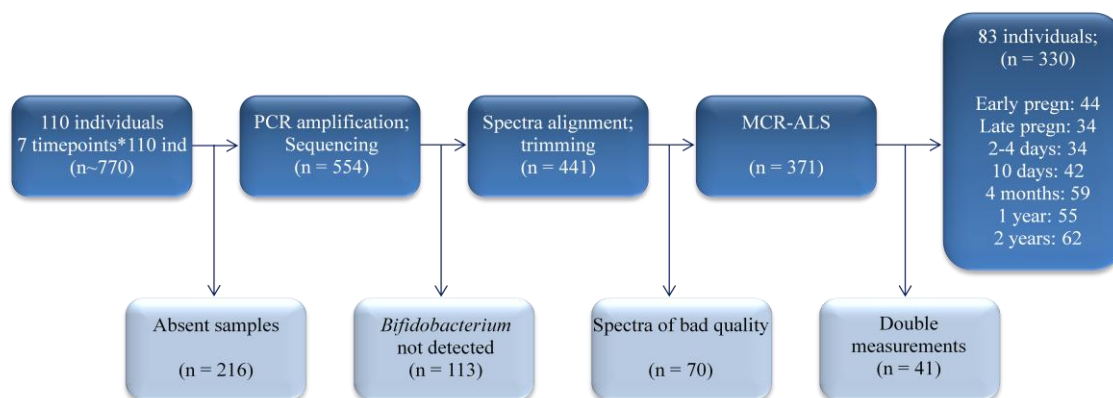 110 individuals
7 timepoints*110 ind
(n~770)
PCR amplification;
Sequencing
(n = 554)
Spectra alignment;
trimming
(n = 441)
MCR-ALS
(n = 371)
83 individuals;
(n = 330)
Early pregn: 44
Late pregn: 34
2-4 days: 34
10 days: 42
4 months: 59
1 year: 55
2 years: 62
Absent samples
(n = 216)
Bifidobacterium
not detected
(n = 113)
Spectra of bad quality
(n = 70)
Double
measurements
(n = 41)